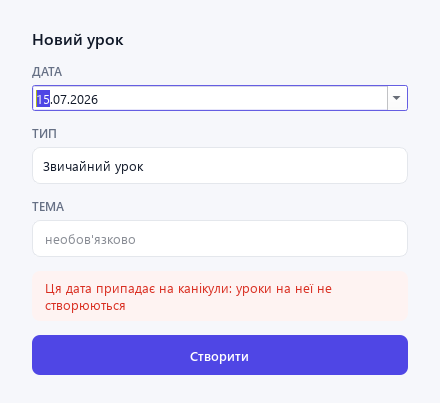 Новий урок
ДАТА
15.07.2026
ТИП
Звичайний урок
ТЕМА
необов'язково
Ця дата припадає на канікули: уроки на неї не
створюються
Створити